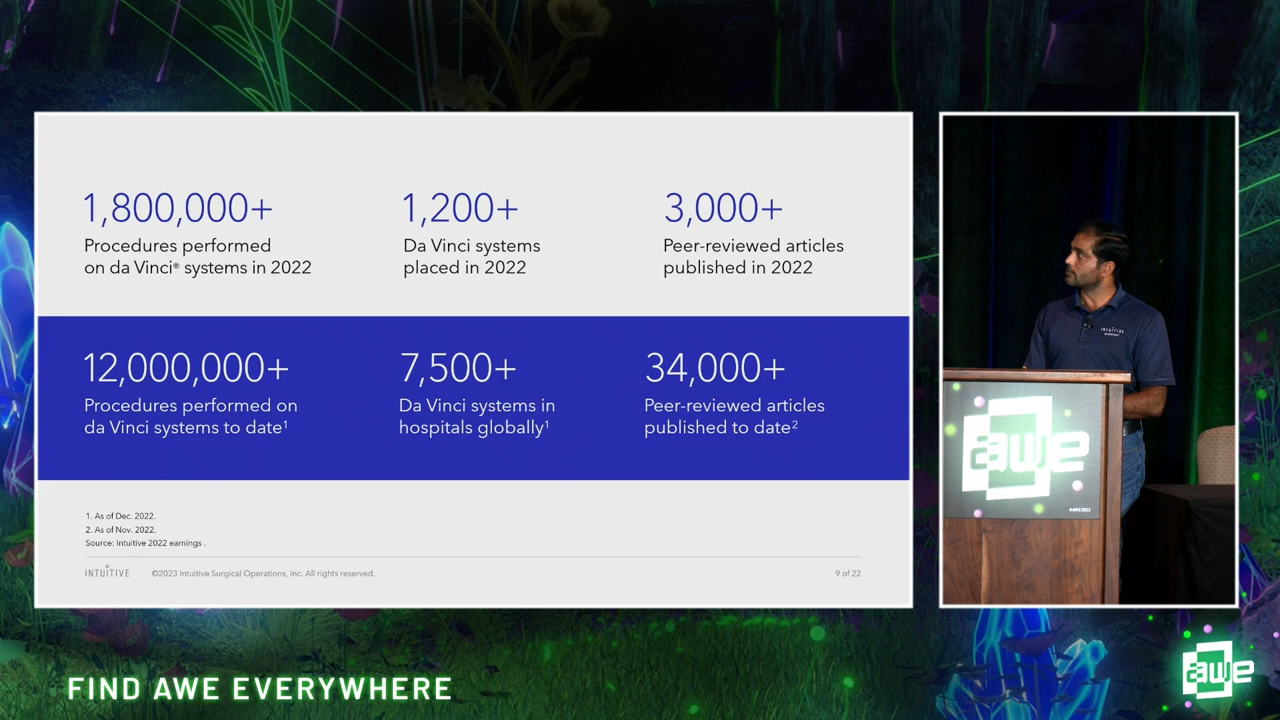 1,800,000+
Procedures performed
on da Vinci® systems in 2022
1,200+
Da Vinci systems
placed in 2022
3,000+
Peer-reviewed articles
published in 2022
12,000,000+
Procedures performed on
da Vinci systems to date¹
7,500+
Da Vinci systems in
hospitals globally¹
34,000+
Peer-reviewed articles
published to date²
1. As of Dec. 2022.
2. As of Nov. 2022.
Source: Intuitive 2022 earnings .
INTUITIVE
©2023 Intuitive Surgical Operations, Inc. All rights reserved.
9 of 22
INTUITIVE
awe
#AWE2023
FIND AWE EVERYWHERE
awe